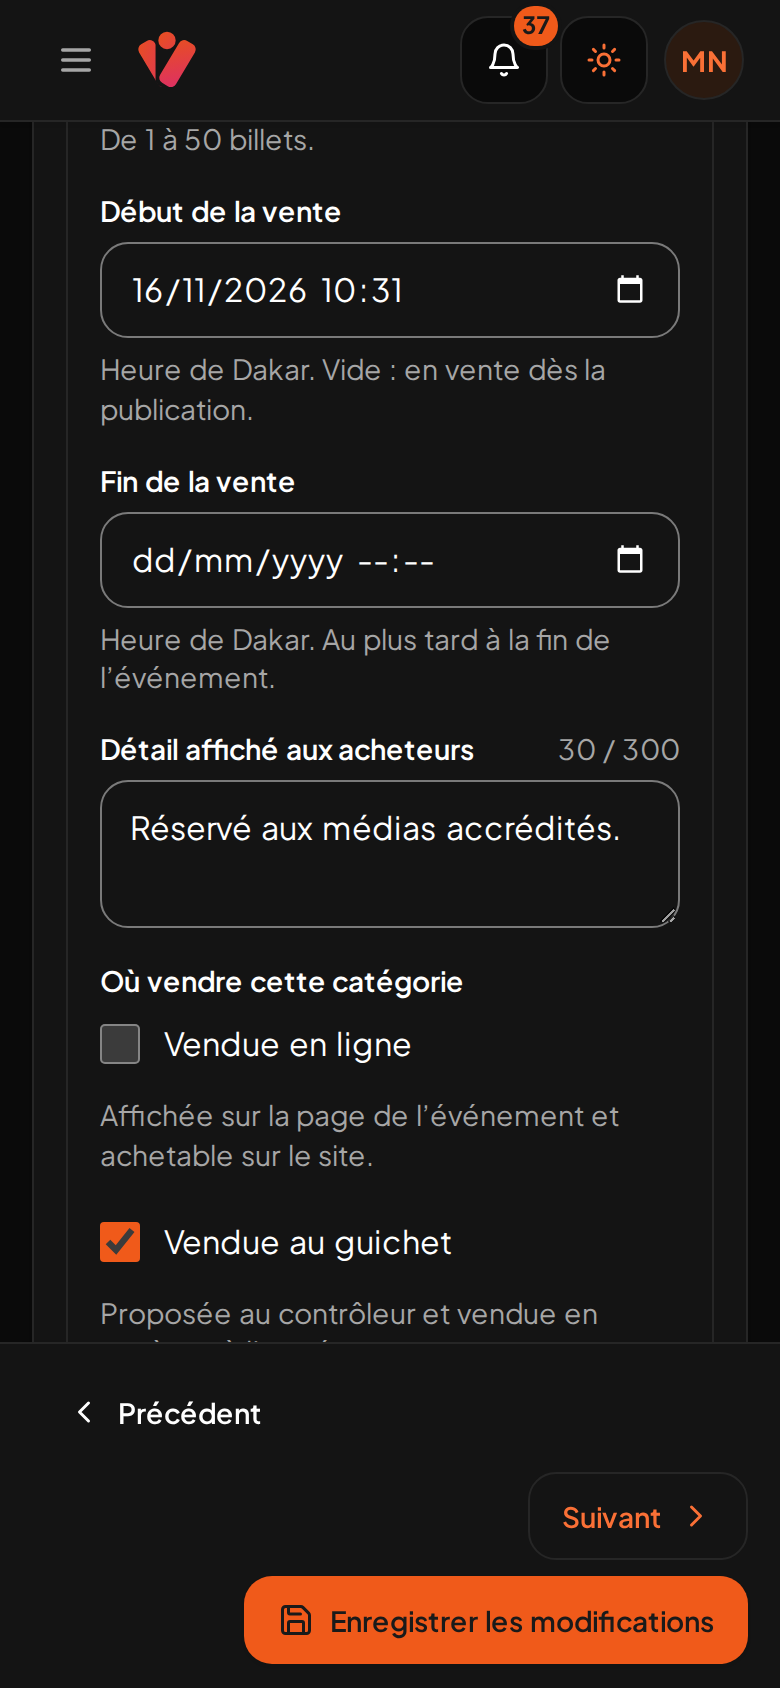 37
MN
De 1 à 50 billets.
Début de la vente
16/11/2026 10:31
Heure de Dakar. Vide : en vente dès la
publication.
Fin de la vente
dd/mm/yyyy --:--
Heure de Dakar. Au plus tard à la fin de
l’événement.
Détail affiché aux acheteurs 30 / 300
Réservé aux médias accrédités.
Où vendre cette catégorie
Vendue en ligne
Affichée sur la page de l’événement et
achetable sur le site.
Vendue au guichet
Proposée au contrôleur et vendue en
Précédent
Suivant
Enregistrer les modifications